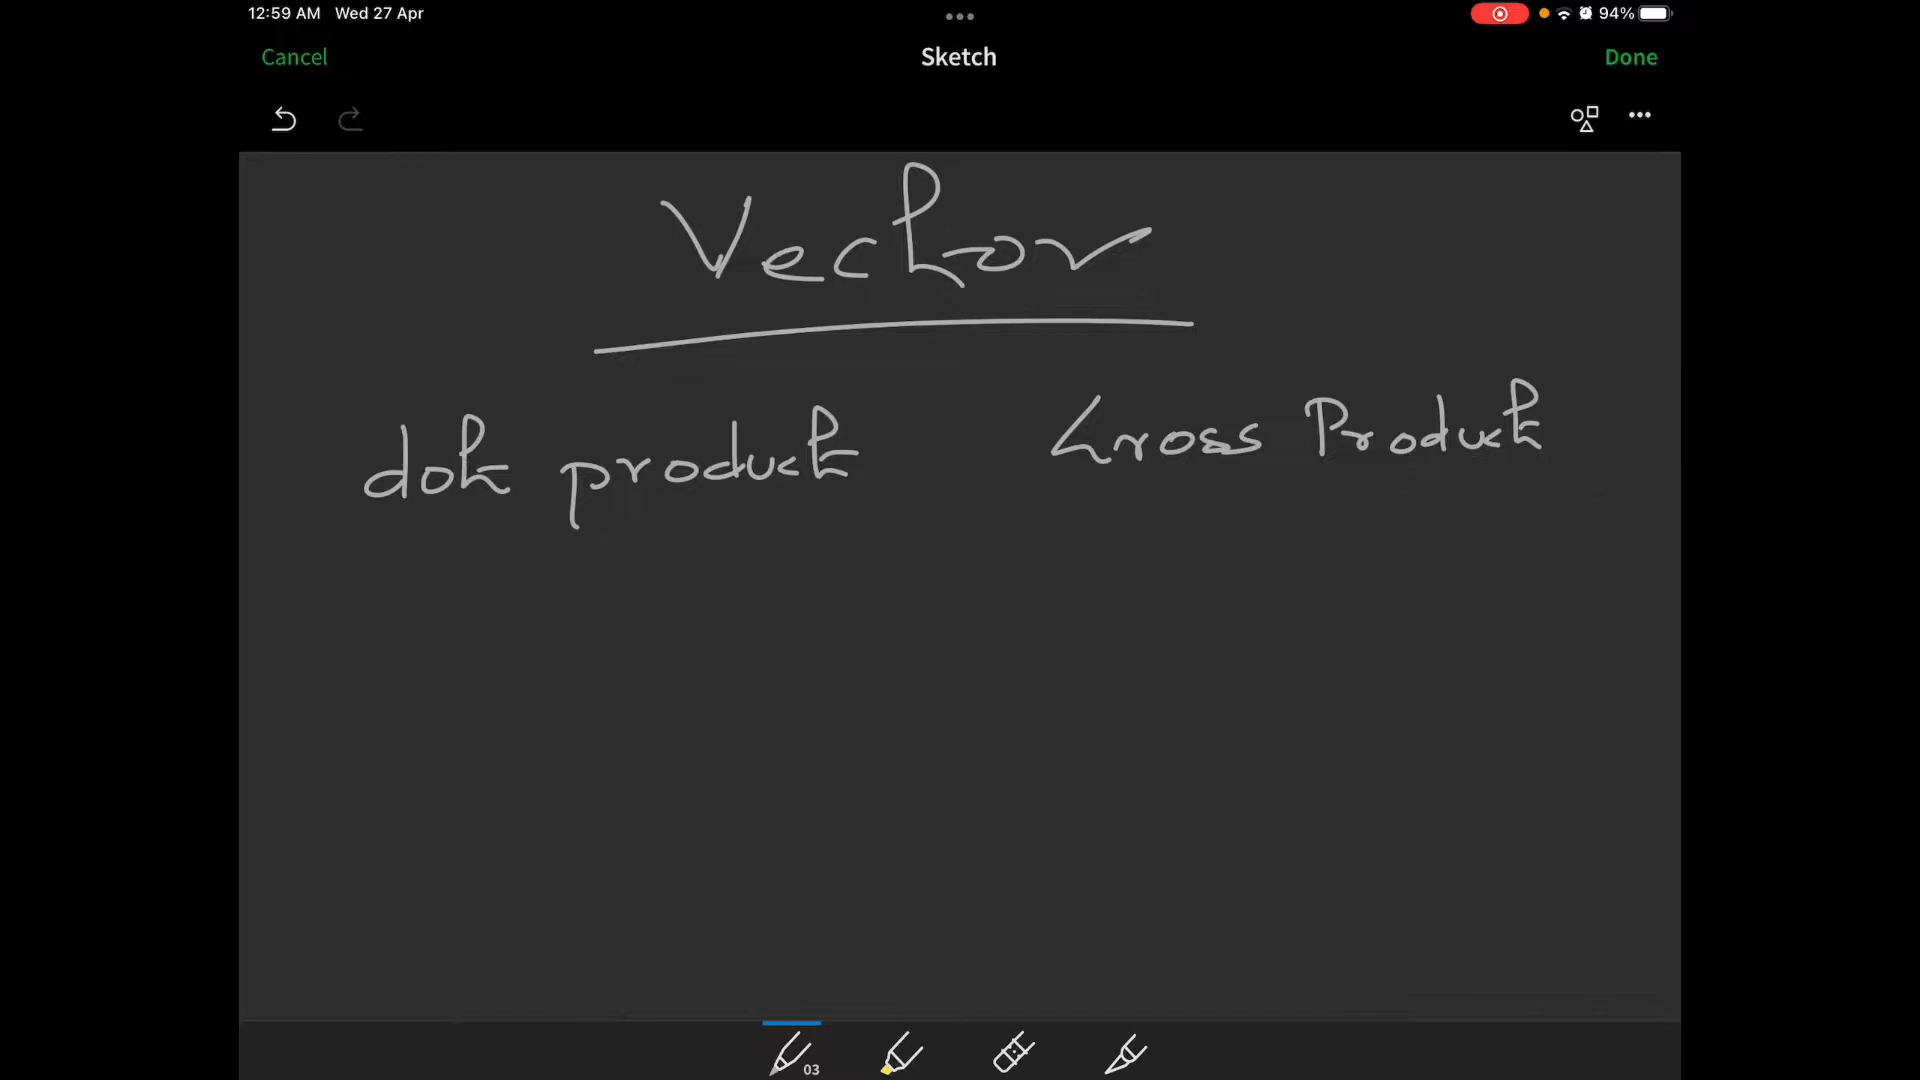 12:59 AM Wed 27 Apr 94%
Cancel Sketch Done
Vector
dot product Cross Product
03